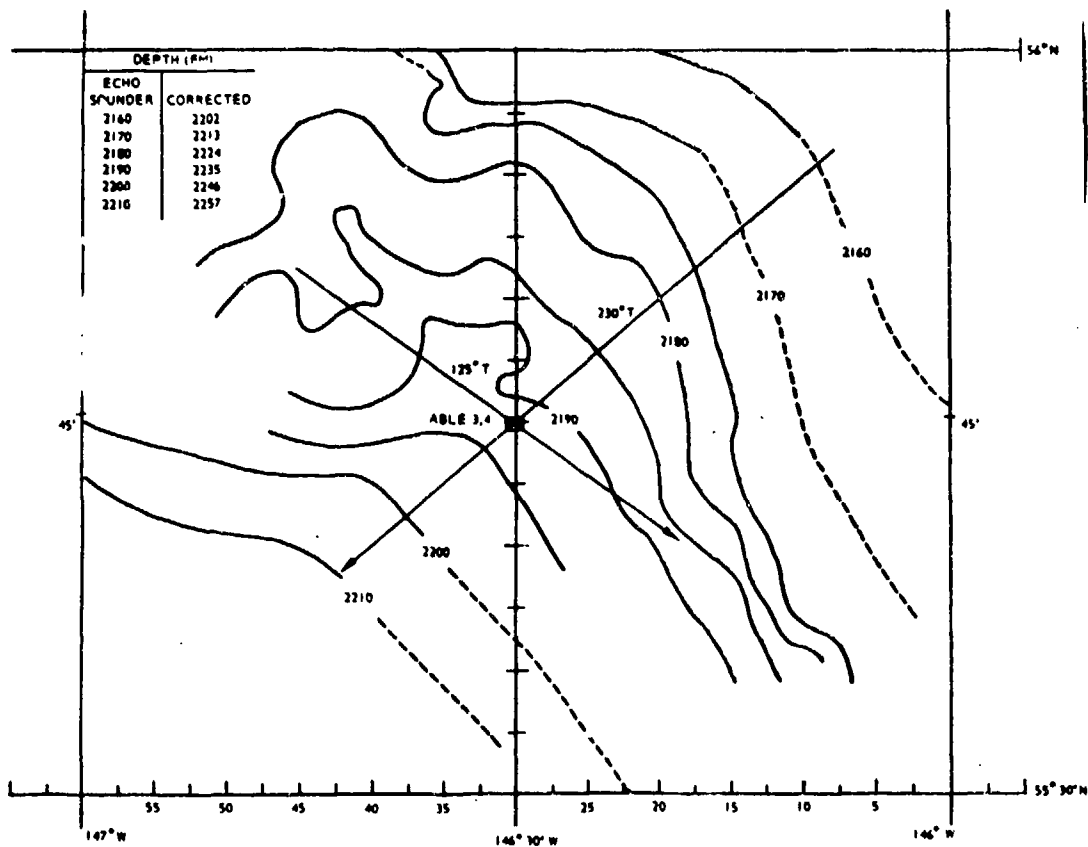 56°N
DEPTH (FM)
ECHO SOUNDER CORRECTED
2160 2202
2170 2213
2180 2224
2190 2235
2200 2246
2210 2257
2160
2170
230°T
2180
125°T
ABLE 3,4
2190
45'
45'
2200
2210
55 50 45 40 35 25 20 15 10 5
55°30'N
147°W
146°30'W
146°W